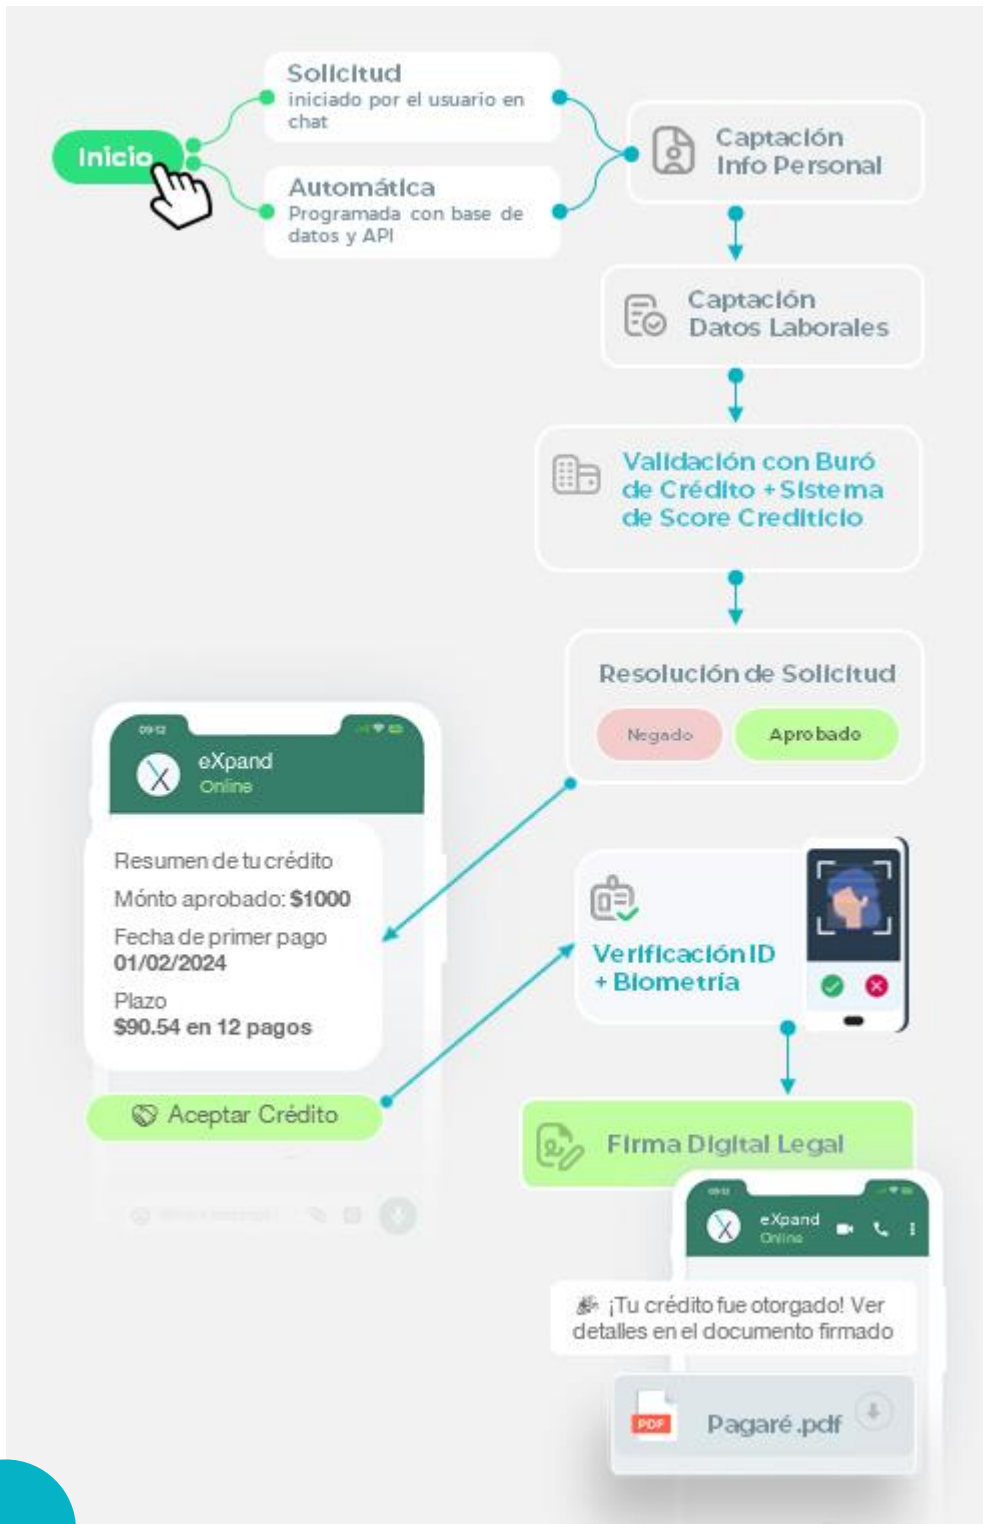 Inicio
Solicitud
iniciado por el usuario en
chat
Automática
Programada con base de
datos y API
Captación
Info Personal
Captación
Datos Laborales
Validación con Buró
de Crédito + Sistema
de Score Crediticio
Resolución de Solicitud
Negado
Aprobado
09:12
eXpand
Online
Resumen de tu crédito
Mónto aprobado: $1000
Fecha de primer pago
01/02/2024
Plazo
$90.54 en 12 pagos
Aceptar Crédito
Verificación ID
+ Biometría
Firma Digital Legal
09:12
eXpand
Online
¡Tu crédito fue otorgado! Ver
detalles en el documento firmado
PDF
Pagaré.pdf